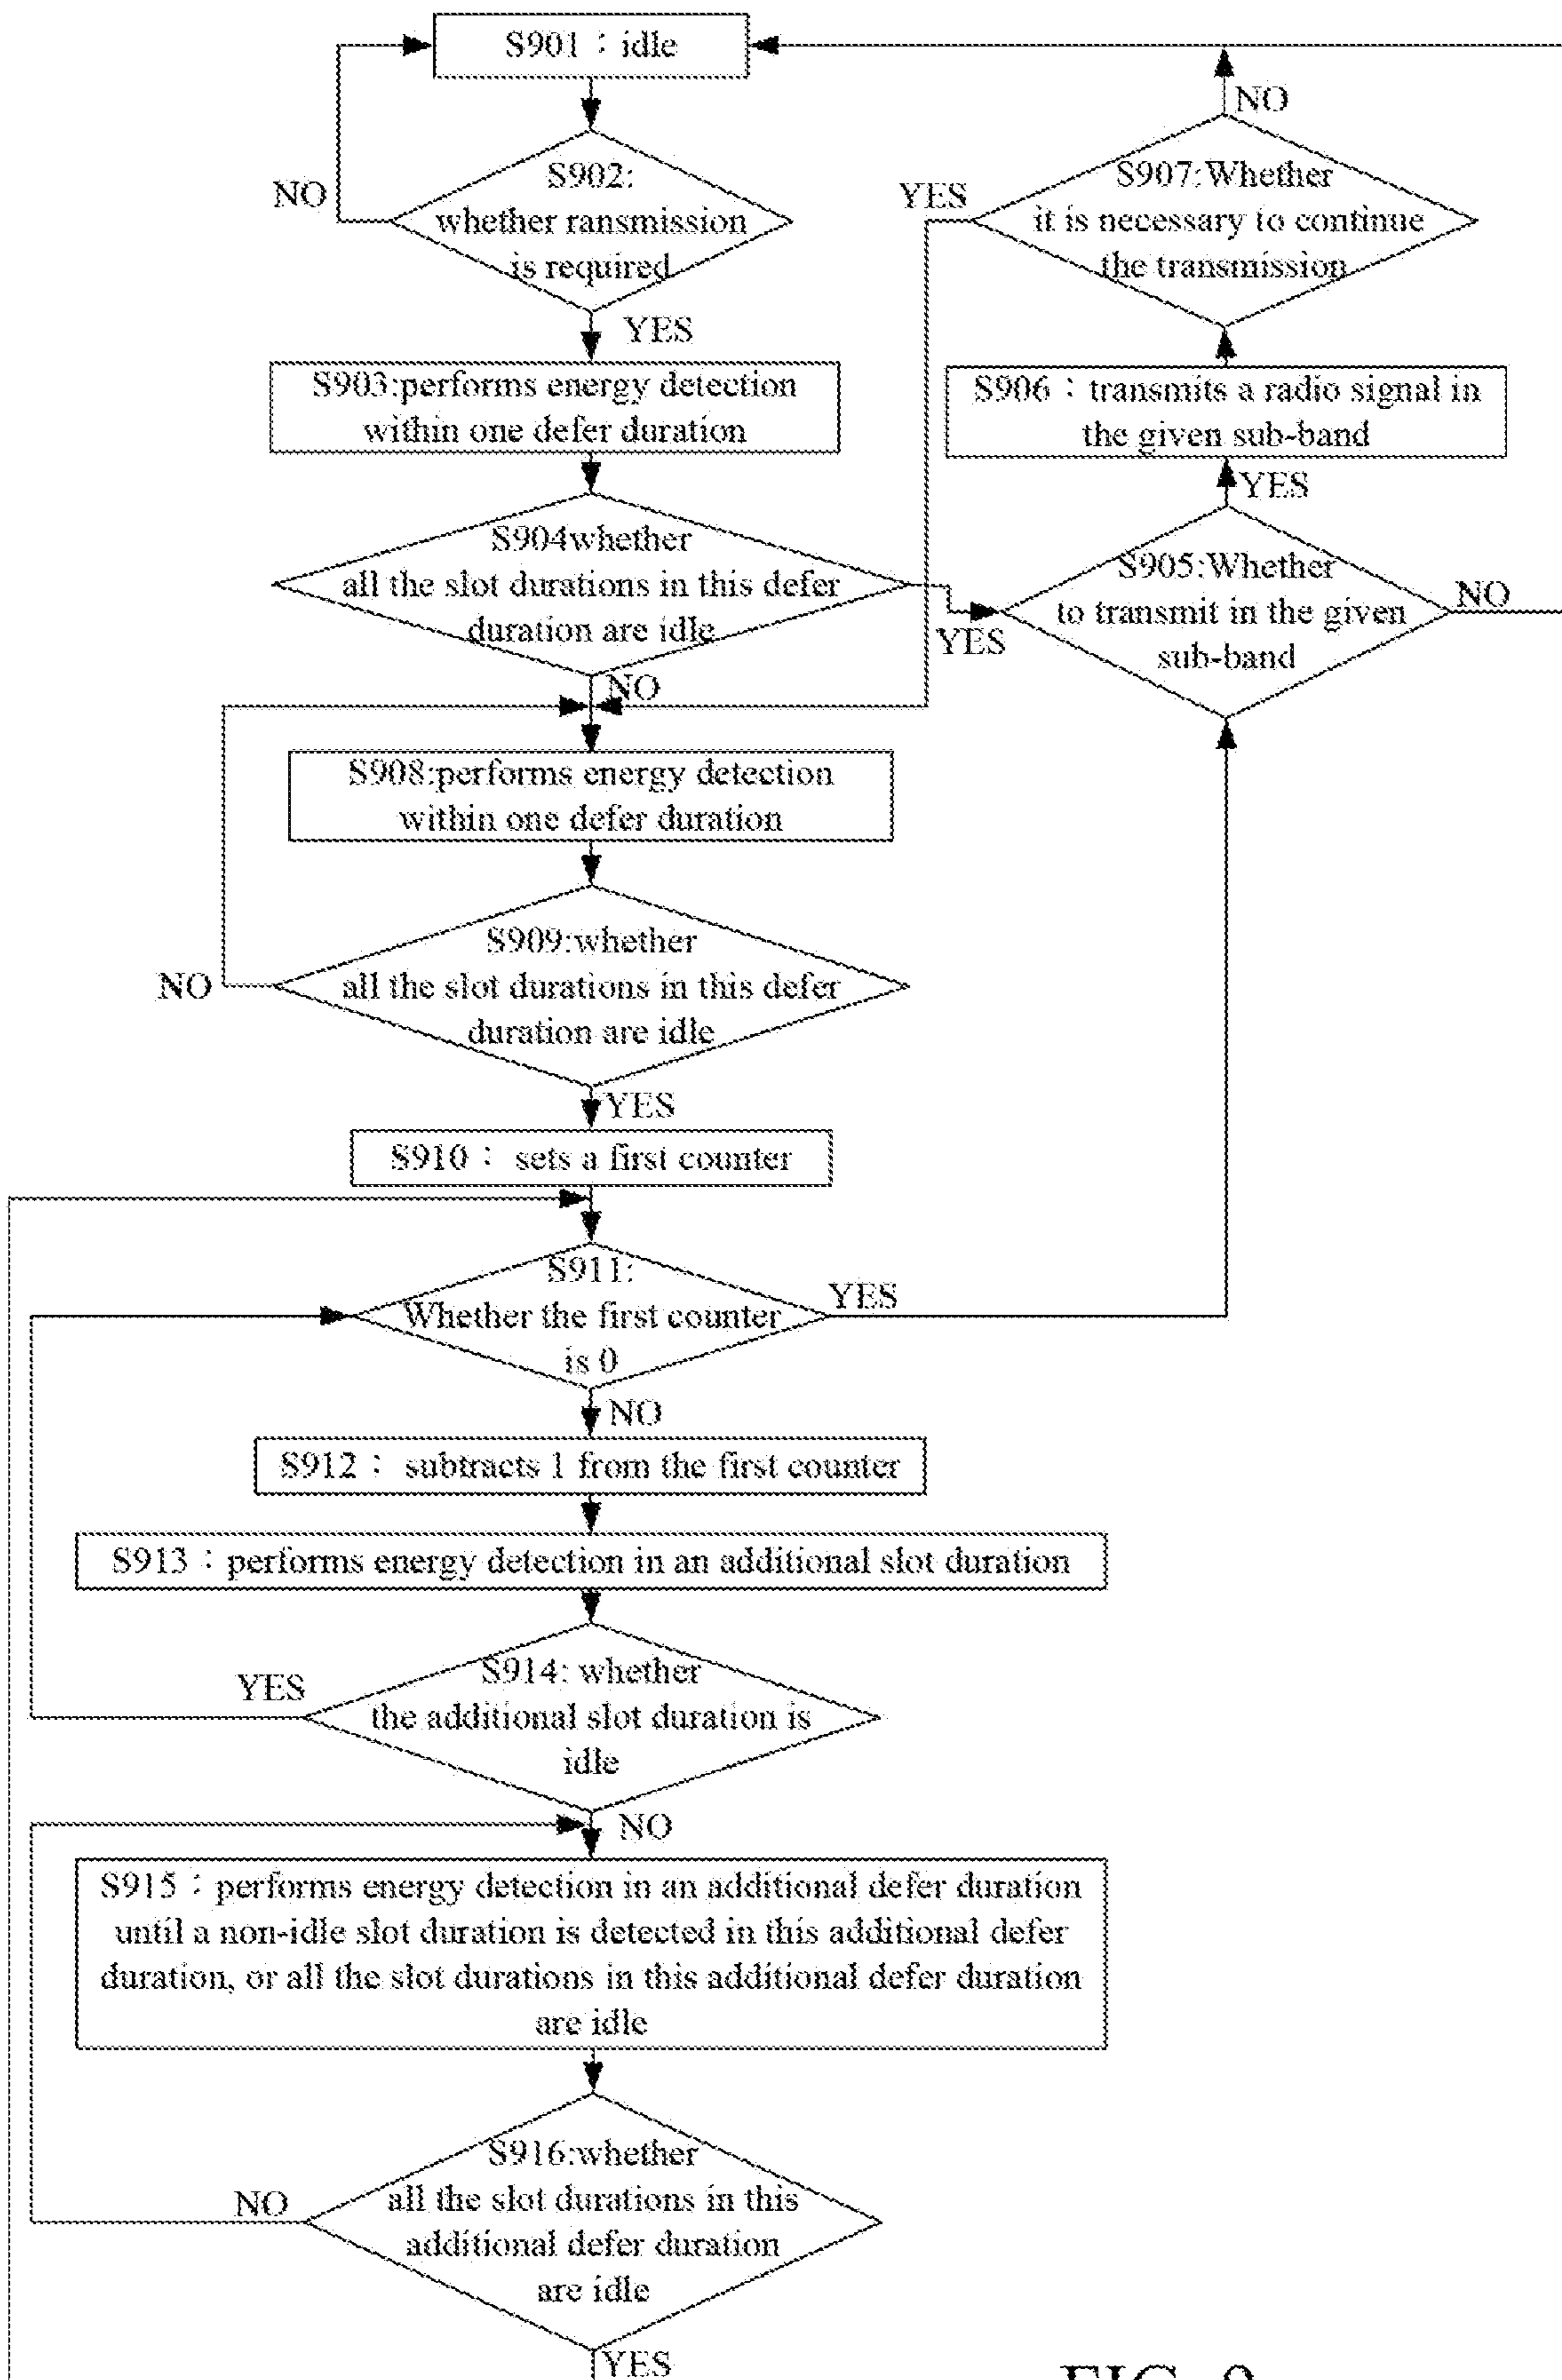 S901：idle
S902:
whether ransmission
is required
NO
YES
S903:performs energy detection
within one defer duration
S904whether
all the slot durations in this defer
duration are idle
YES
NO
S905:Whether
to transmit in the given
sub-band
NO
YES
S906：transmits a radio signal in
the given sub-band
S907:Whether
it is necessary to continue
the transmission
YES
NO
S908:performs energy detection
within one defer duration
S909:whether
all the slot durations in this defer
duration are idle
NO
YES
S910： sets a first counter
S911:
Whether the first counter
is 0
YES
NO
S912： subtracts 1 from the first counter
S913：performs energy detection in an additional slot duration
S914: whether
the additional slot duration is
idle
YES
NO
S915：performs energy detection in an additional defer duration
until a non-idle slot duration is detected in this additional defer
duration, or all the slot durations in this additional defer duration
are idle
S916:whether
all the slot durations in this
additional defer duration
are idle
NO
YES
FIG. 9